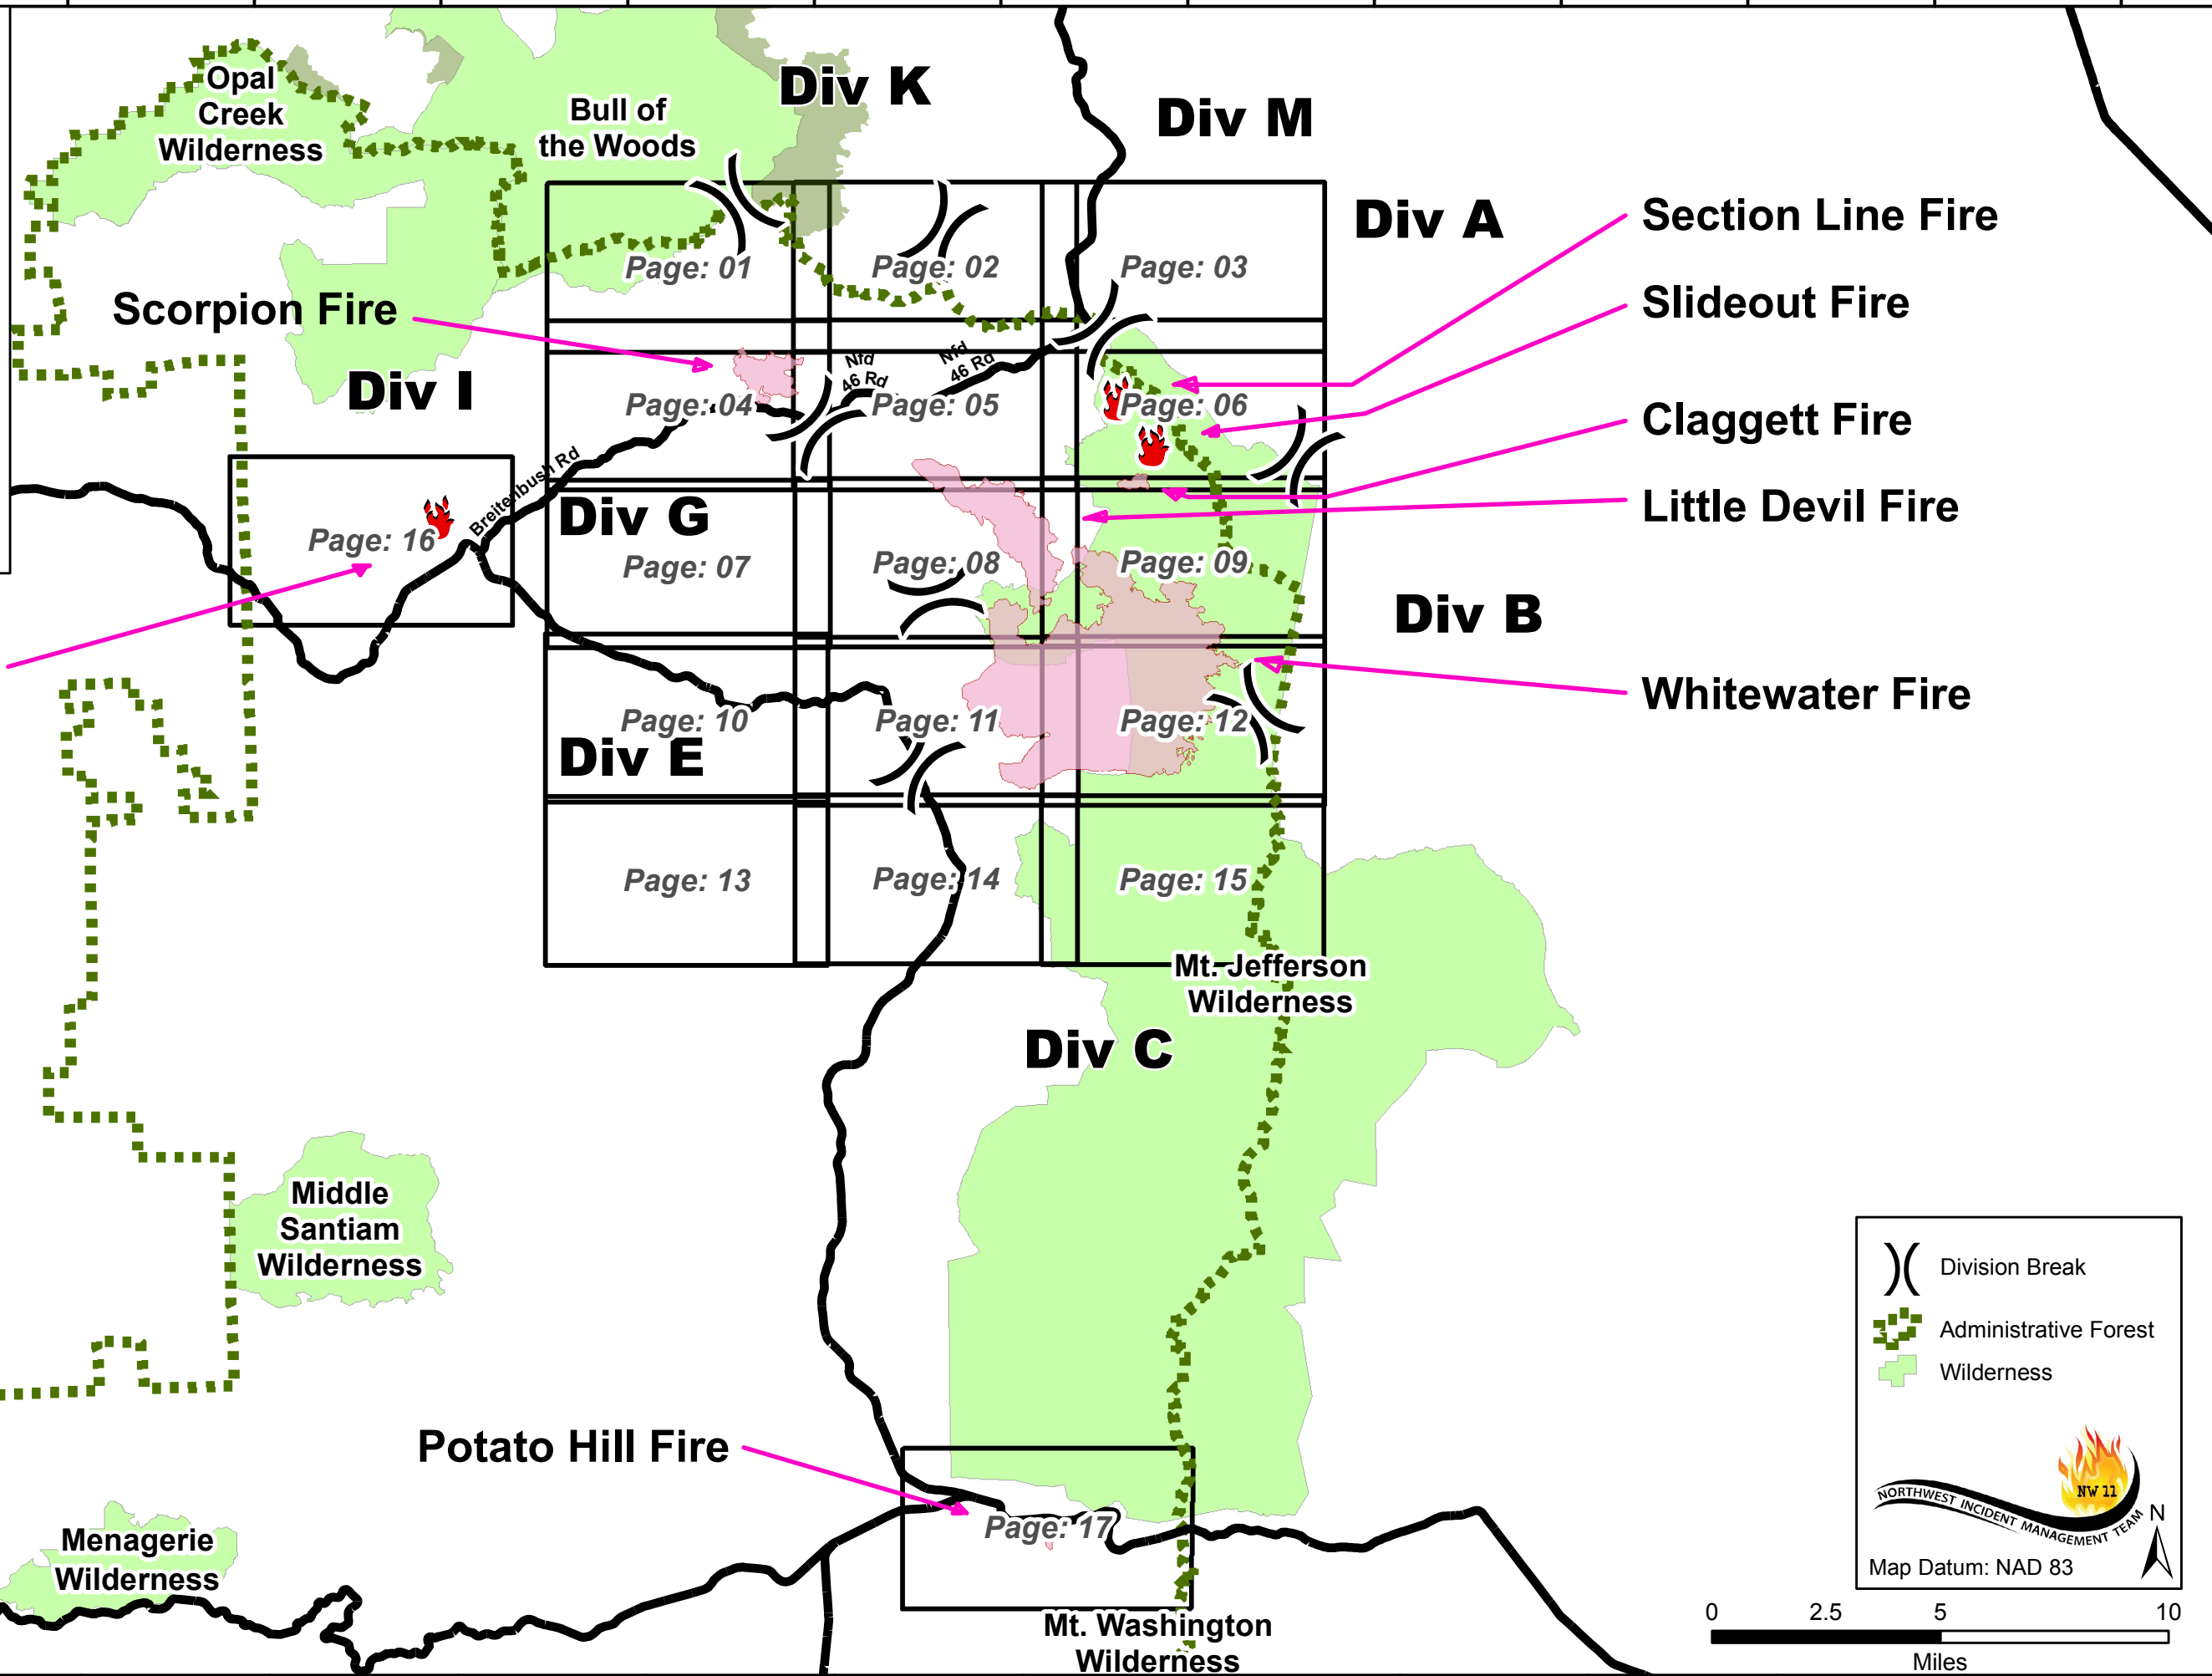 Opal
Creek
Wilderness
Bull of
the Woods
Div K
Div M
Div A
Section Line Fire
Slideout Fire
Claggett Fire
Little Devil Fire
Whitewater Fire
Scorpion Fire
Div I
Page: 01
Page: 02
Page: 03
Nfd
46 Rd
Nfd
46 Rd
Page: 04
Page: 05
Page: 06
Breitenbush Rd
Page: 16
Div G
Page: 07
Page: 08
Page: 09
Div B
Page: 10
Page: 11
Page: 12
Div E
Page: 13
Page: 14
Page: 15
Mt. Jefferson
Wilderness
Div C
Middle
Santiam
Wilderness
Potato Hill Fire
Page: 17
Menagerie
Wilderness
Mt. Washington
Wilderness
Division Break
Administrative Forest
Wilderness
NW 11
NORTHWEST INCIDENT MANAGEMENT TEAM
N
Map Datum: NAD 83
0 2.5 5 10
Miles